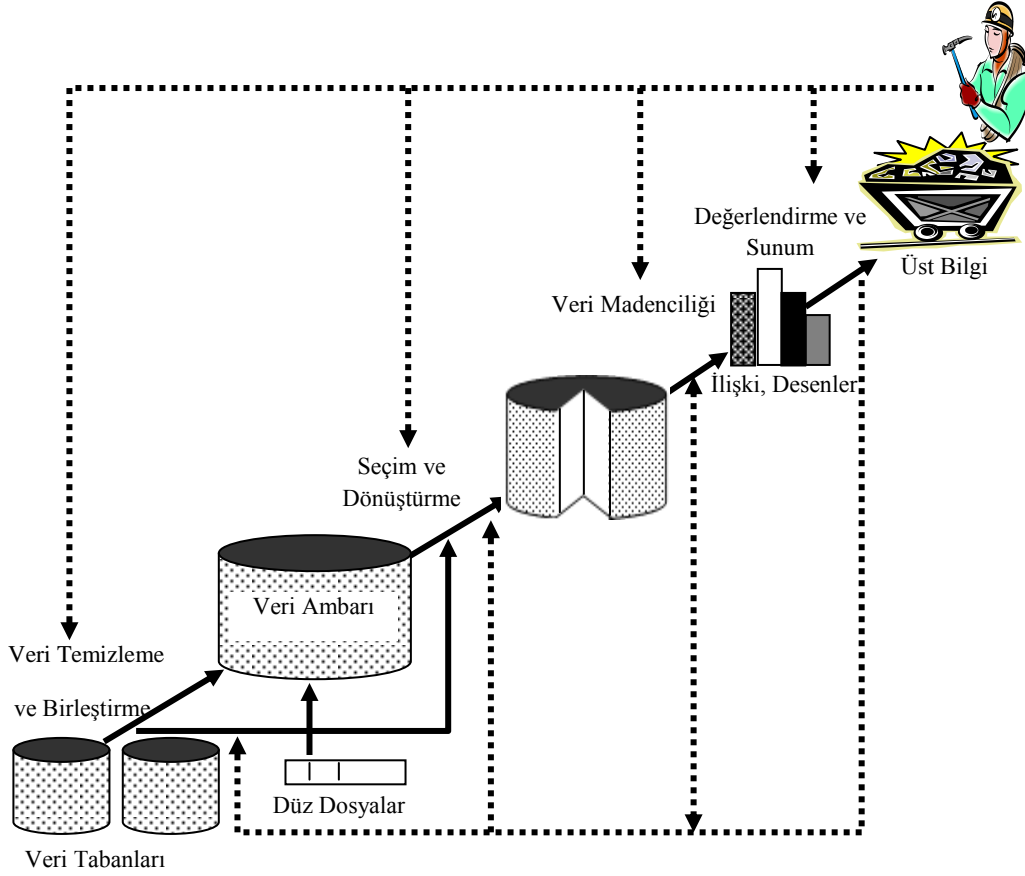 Değerlendirme ve
Sunum
Üst Bilgi
Veri Madenciliği
İlişki, Desenler
Seçim ve
Dönüştürme
Veri Ambarı
Veri Temizleme
ve Birleştirme
Düz Dosyalar
Veri Tabanları